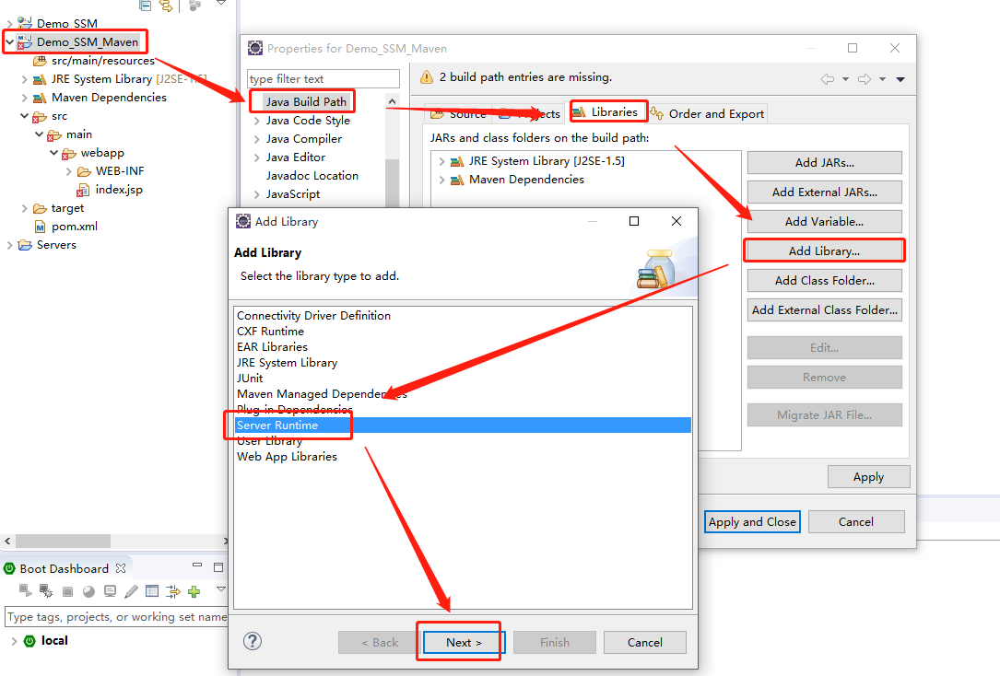 Demo_SSM
Demo_SSM_Maven
src/main/resources
JRE System Library [J2SE-1.5]
Maven Dependencies
src
main
webapp
WEB-INF
index.jsp
target
pom.xml
Servers
Boot Dashboard
Type tags, projects, or working set name
local
Properties for Demo_SSM_Maven
type filter text
2 build path entries are missing.
Java Build Path
Java Code Style
Java Compiler
Java Editor
Javadoc Location
JavaScript
Source
Projects
Libraries
Order and Export
JARs and class folders on the build path:
JRE System Library [J2SE-1.5]
Maven Dependencies
Add JARs...
Add External JARs...
Add Variable...
Add Library...
Add Class Folder...
Add External Class Folder...
Edit...
Remove
Migrate JAR File...
Apply
Apply and Close
Cancel
Add Library
Add Library
Select the library type to add.
Connectivity Driver Definition
CXF Runtime
EAR Libraries
JRE System Library
JUnit
Maven Managed Dependencies
Plug-in Dependencies
Server Runtime
User Library
Web App Libraries
< Back
Next >
Finish
Cancel